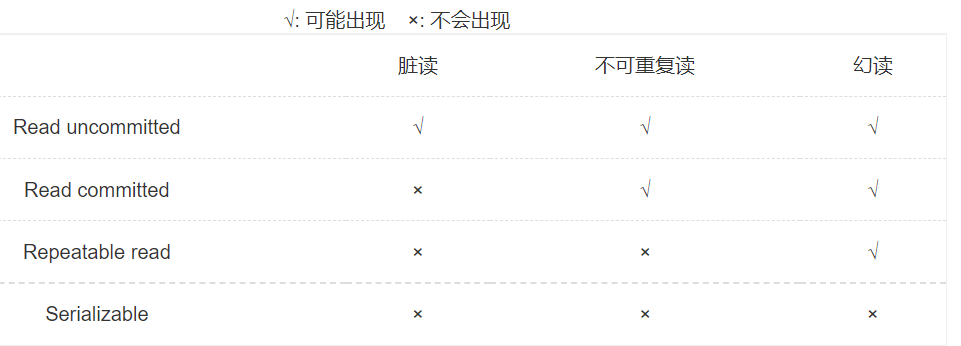 √: 可能出现 ×: 不会出现
脏读 不可重复读 幻读
Read uncommitted √ √ √
Read committed × √ √
Repeatable read × × √
Serializable × × ×